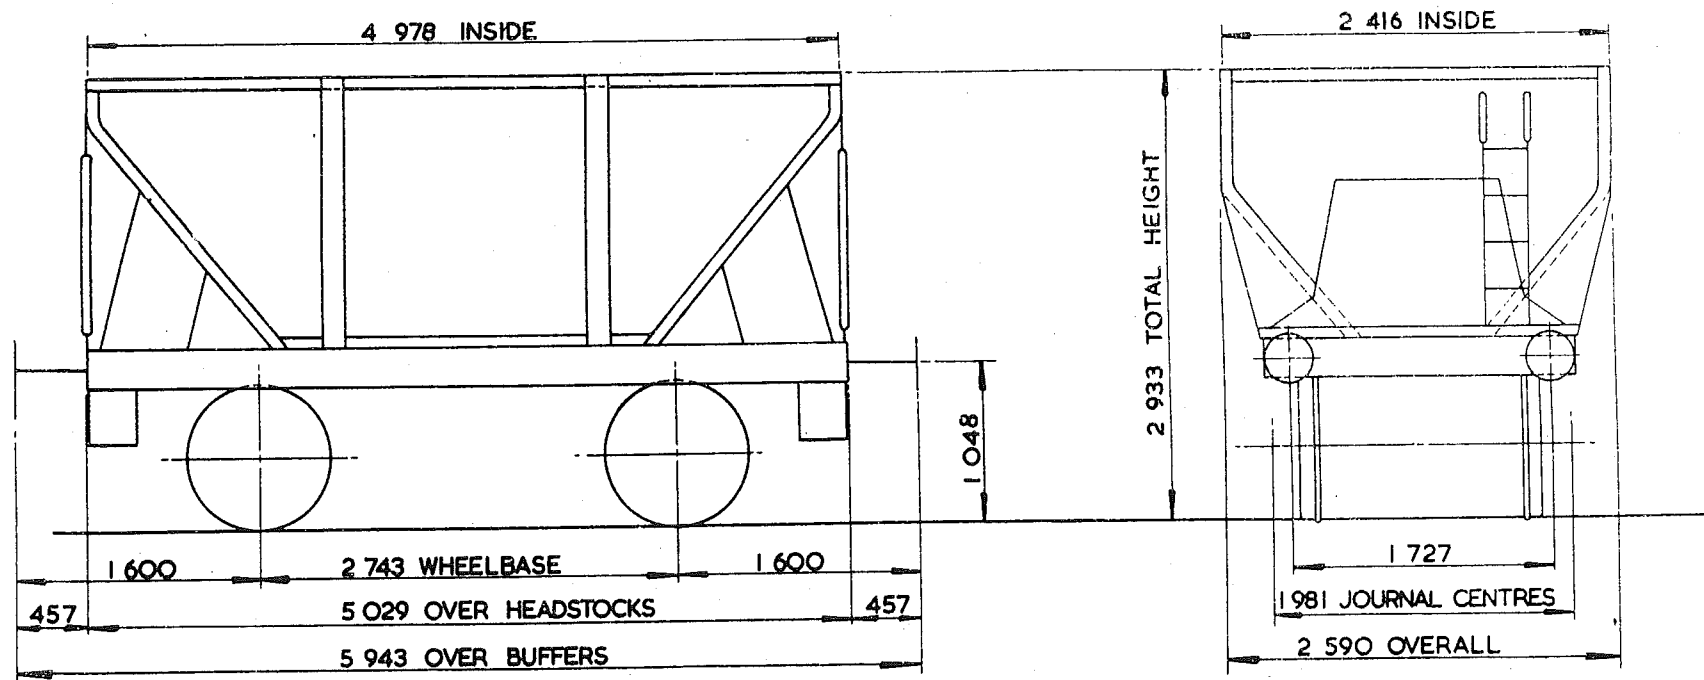 4 978 INSIDE
2 416 INSIDE
2 933 TOTAL HEIGHT
1 048
1 600
2 743 WHEELBASE
1 600
1 727
457
5 029 OVER HEADSTOCKS
457
1 981 JOURNAL CENTRES
5 943 OVER BUFFERS
2 590 OVERALL